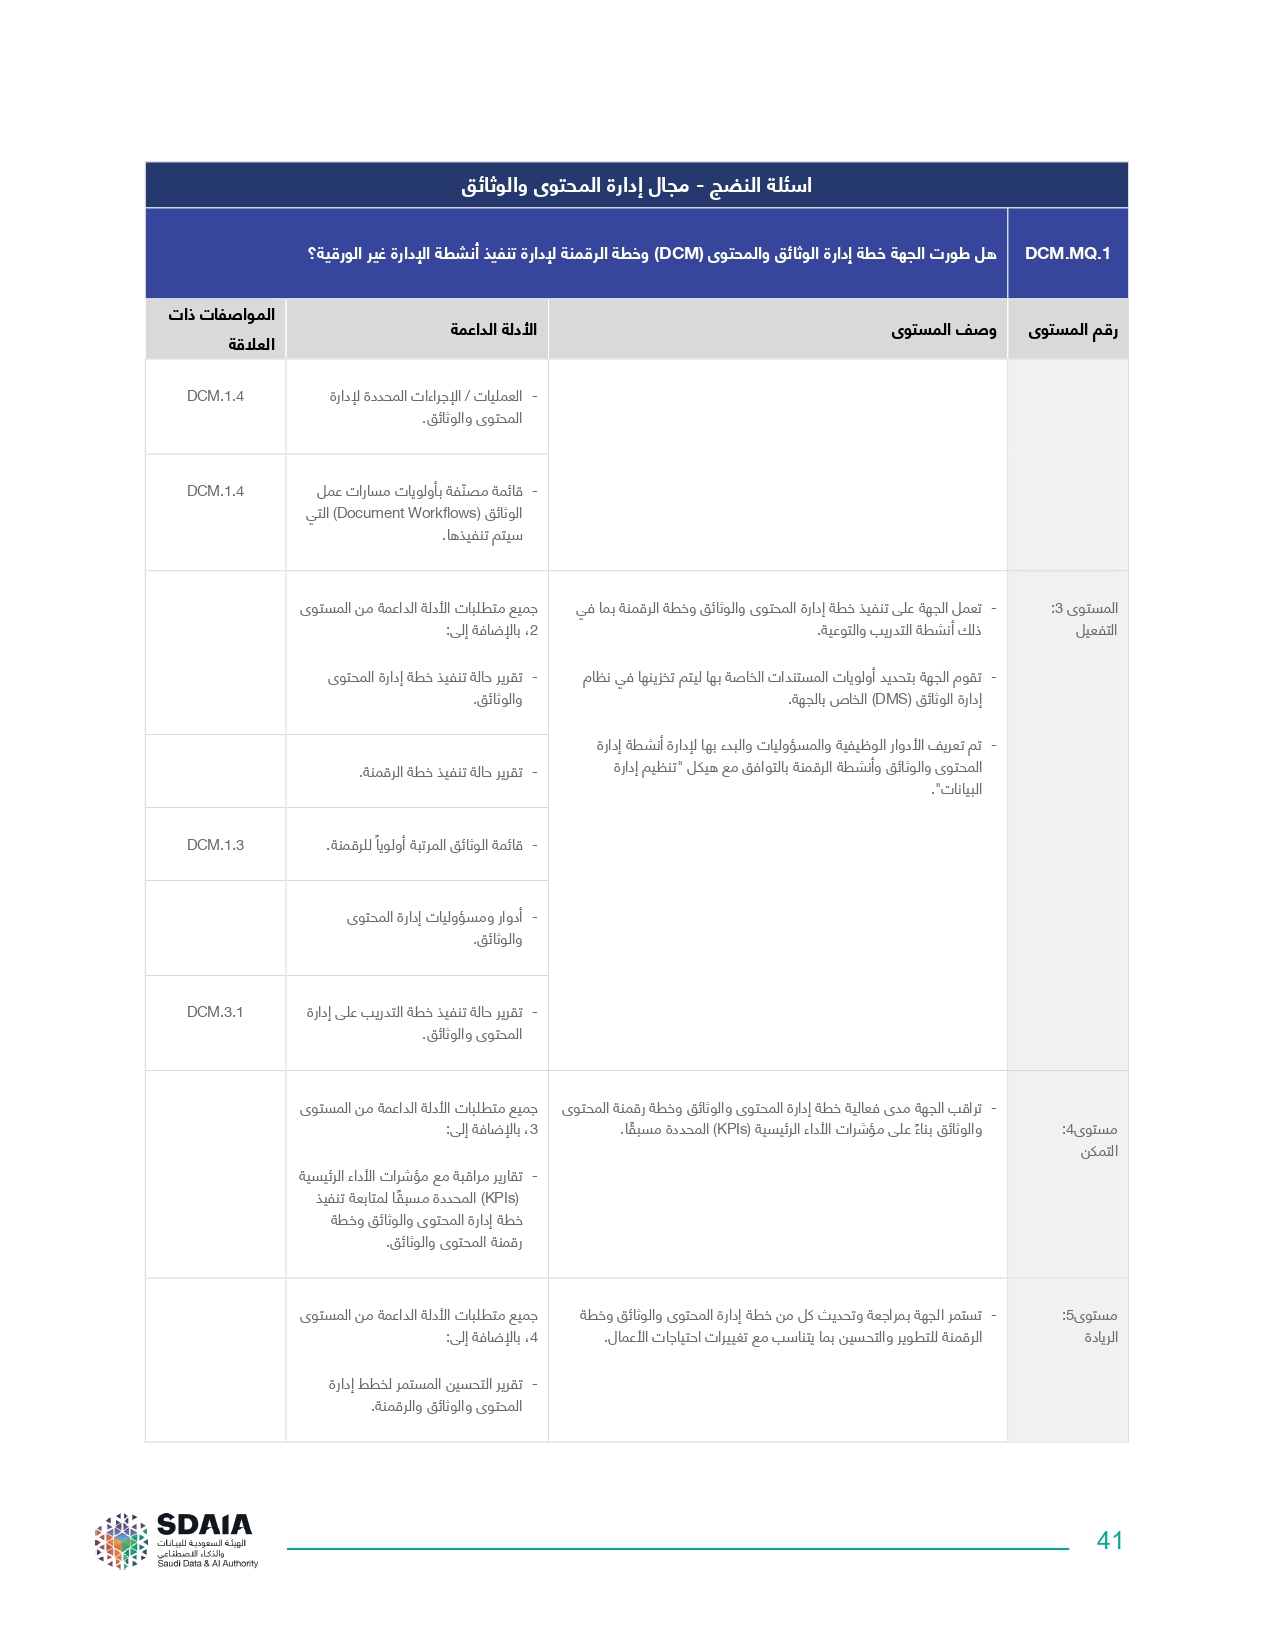 اسئلة النضج - مجال إدارة المحتوى والوثائق
DCM.MQ.1
هل طورت الجهة خطة إدارة الوثائق والمحتوى (DCM) وخطة الرقمنة لإدارة تنفيذ أنشطة الإدارة غير الورقية؟
رقم المستوى
وصف المستوى
الأدلة الداعمة
المواصفات ذات
العلاقة
- العمليات / الإجراءات المحددة لإدارة
المحتوى والوثائق.
DCM.1.4
- قائمة مصنّفة بأولويات مسارات عمل
الوثائق (Document Workflows) التي
سيتم تنفيذها.
DCM.1.4
المستوى 3:
التفعيل
- تعمل الجهة على تنفيذ خطة إدارة المحتوى والوثائق وخطة الرقمنة بما في
ذلك أنشطة التدريب والتوعية.
- تقوم الجهة بتحديد أولويات المستندات الخاصة بها ليتم تخزينها في نظام
إدارة الوثائق (DMS) الخاص بالجهة.
- تم تعريف الأدوار الوظيفية والمسؤوليات والبدء بها لإدارة أنشطة إدارة
المحتوى والوثائق وأنشطة الرقمنة بالتوافق مع هيكل "تنظيم إدارة
البيانات".
جميع متطلبات الأدلة الداعمة من المستوى
2، بالإضافة إلى:
- تقرير حالة تنفيذ خطة إدارة المحتوى
والوثائق.
- تقرير حالة تنفيذ خطة الرقمنة.
- قائمة الوثائق المرتبة أولوياً للرقمنة.
DCM.1.3
- أدوار ومسؤوليات إدارة المحتوى
والوثائق.
- تقرير حالة تنفيذ خطة التدريب على إدارة
المحتوى والوثائق.
DCM.3.1
مستوى4:
التمكن
- تراقب الجهة مدى فعالية خطة إدارة المحتوى والوثائق وخطة رقمنة المحتوى
والوثائق بناءً على مؤشرات الأداء الرئيسية (KPIs) المحددة مسبقًا.
جميع متطلبات الأدلة الداعمة من المستوى
3، بالإضافة إلى:
- تقارير مراقبة مع مؤشرات الأداء الرئيسية
(KPIs) المحددة مسبقًا لمتابعة تنفيذ
خطة إدارة المحتوى والوثائق وخطة
رقمنة المحتوى والوثائق.
مستوى5:
الريادة
- تستمر الجهة بمراجعة وتحديث كل من خطة إدارة المحتوى والوثائق وخطة
الرقمنة للتطوير والتحسين بما يتناسب مع تغييرات احتياجات الأعمال.
جميع متطلبات الأدلة الداعمة من المستوى
4، بالإضافة إلى:
- تقرير التحسين المستمر لخطط إدارة
المحتوى والوثائق والرقمنة.
SDAIA
الهيئة السعودية للبيانات
والذكاء الاصطناعي
Saudi Data & AI Authority
41